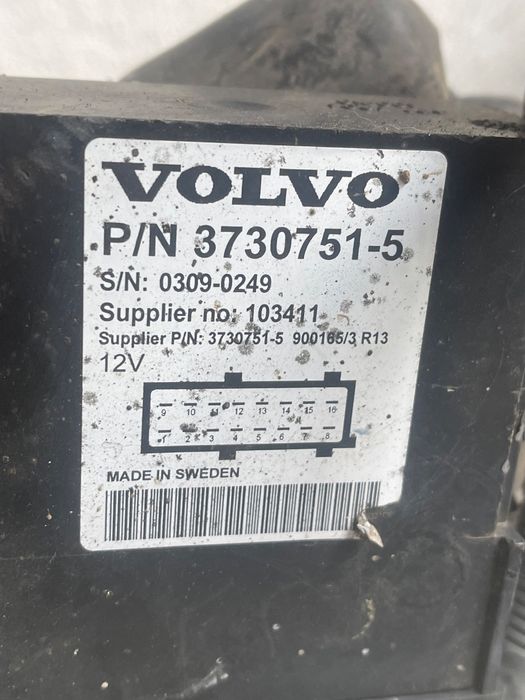 VOLVO
P/N 3730751-5
S/N: 0309-0249
Supplier no: 103411
Supplier P/N: 3730751-5 900165/3 R13
12V
9 10 11 12 13 14 15 16
1 2 3 4 5 6 7 8
MADE IN SWEDEN